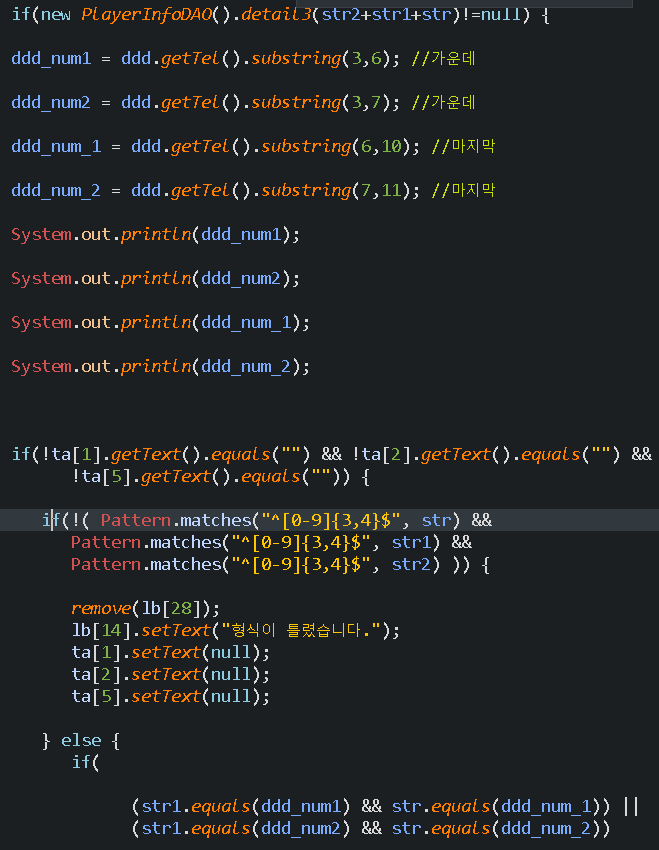 if(new PlayerInfoDAO().detail3(str2+str1+str)!=null) {
ddd_num1 = ddd.getTel().substring(3,6); //가운데
ddd_num2 = ddd.getTel().substring(3,7); //가운데
ddd_num_1 = ddd.getTel().substring(6,10); //마지막
ddd_num_2 = ddd.getTel().substring(7,11); //마지막
System.out.println(ddd_num1);
System.out.println(ddd_num2);
System.out.println(ddd_num_1);
System.out.println(ddd_num_2);
if(!ta[1].getText().equals("") && !ta[2].getText().equals("") &&
!ta[5].getText().equals("")) {
if(!( Pattern.matches("^[0-9]{3,4}$", str) &&
Pattern.matches("^[0-9]{3,4}$", str1) &&
Pattern.matches("^[0-9]{3,4}$", str2) )) {
remove(lb[28]);
lb[14].setText("형식이 틀렸습니다.");
ta[1].setText(null);
ta[2].setText(null);
ta[5].setText(null);
} else {
if(
(str1.equals(ddd_num1) && str.equals(ddd_num_1)) ||
(str1.equals(ddd_num2) && str.equals(ddd_num_2))